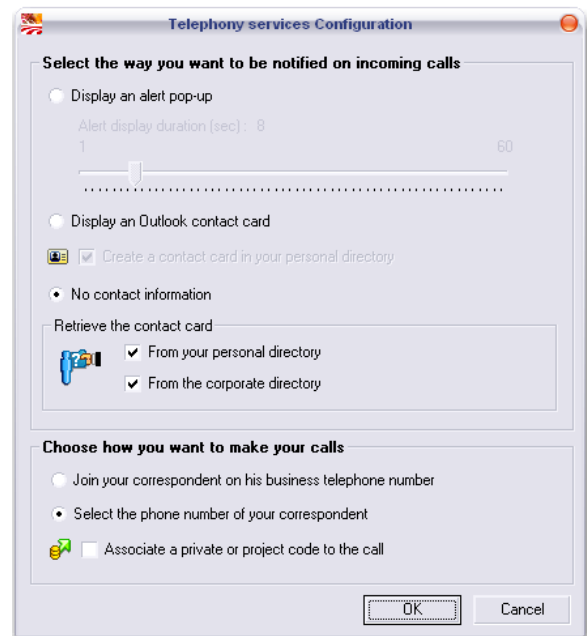 Telephony services Configuration
Select the way you want to be notified on incoming calls
Display an alert pop-up
Alert display duration (sec) : 8
1 60
Display an Outlook contact card
Create a contact card in your personal directory
No contact information
Retrieve the contact card
From your personal directory
From the corporate directory
Choose how you want to make your calls
Join your correspondent on his business telephone number
Select the phone number of your correspondent
Associate a private or project code to the call
OK Cancel